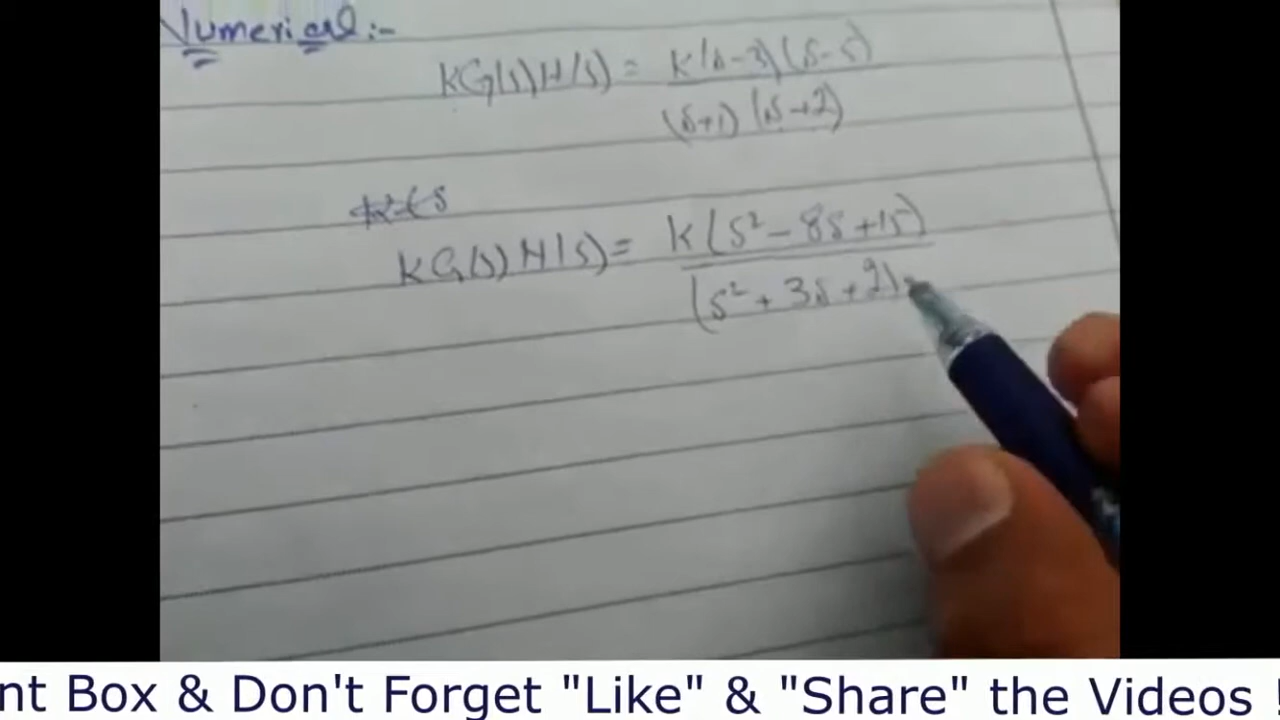 Numerical :-
KG(s)H(s) = K(s-3)(s-5)
(s+1)(s+2)
K(s
KG(s)H(s) = K(s² - 8s + 15)
(s² + 3s + 2)
nt Box & Don't Forget "Like" & "Share" the Videos !